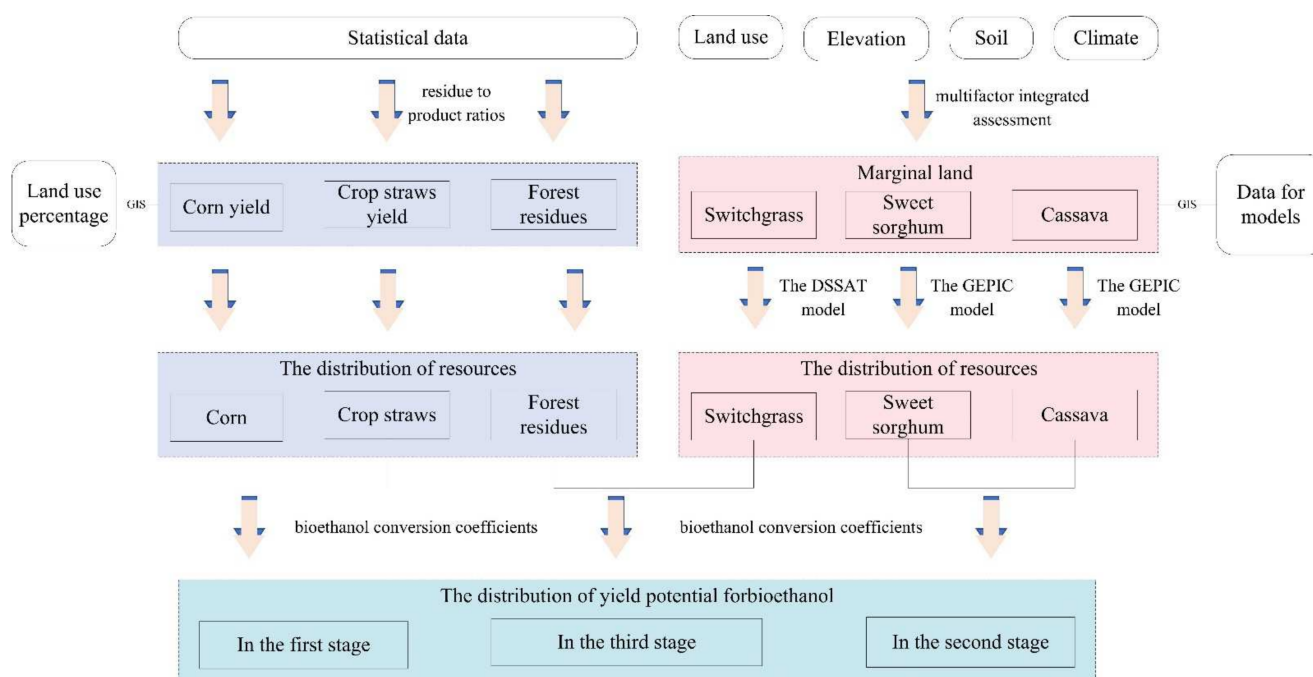 Statistical data
Land use
Elevation
Soil
Climate
residue to
product ratios
multifactor integrated
assessment
Land use
percentage
GIS
Corn yield
Crop straws
yield
Forest
residues
Marginal land
Switchgrass
Sweet
sorghum
Cassava
GIS
Data for
models
The DSSAT
model
The GEPIC
model
The GEPIC
model
The distribution of resources
Corn
Crop straws
Forest
residues
The distribution of resources
Switchgrass
Sweet
sorghum
Cassava
bioethanol conversion coefficients
bioethanol conversion coefficients
The distribution of yield potential forbioethanol
In the first stage
In the third stage
In the second stage